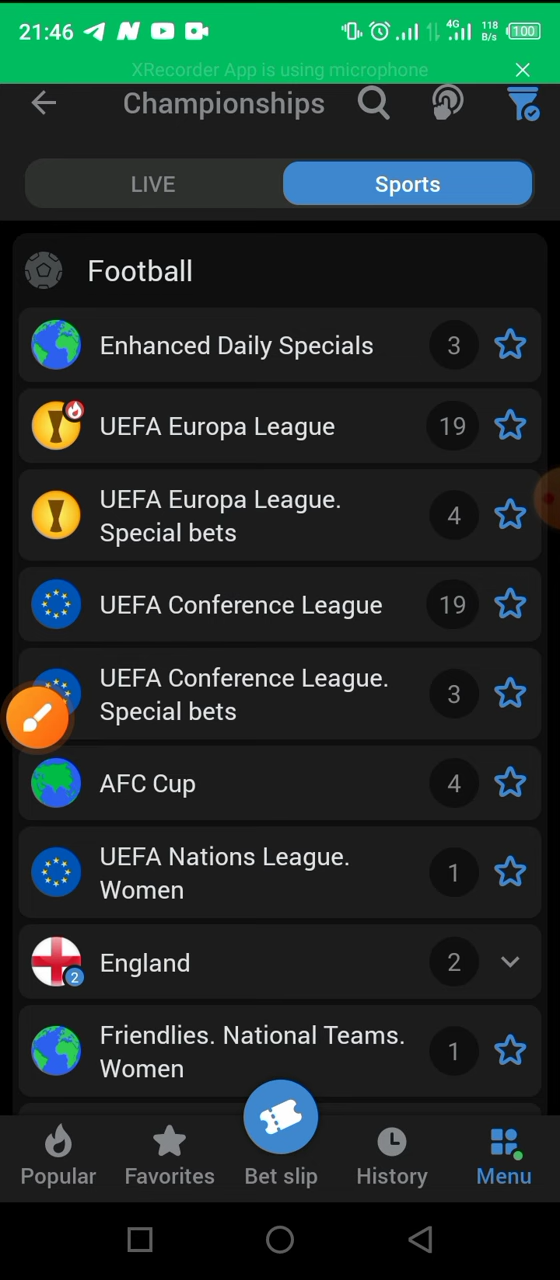 21:46
4G
118
B/s
100
XRecorder App is using microphone
Championships
LIVE
Sports
Football
Enhanced Daily Specials
3
UEFA Europa League
19
UEFA Europa League.
Special bets
4
UEFA Conference League
19
UEFA Conference League.
Special bets
3
AFC Cup
4
UEFA Nations League.
Women
1
2
England
2
Friendlies. National Teams.
Women
1
Popular
Favorites
Bet slip
History
Menu